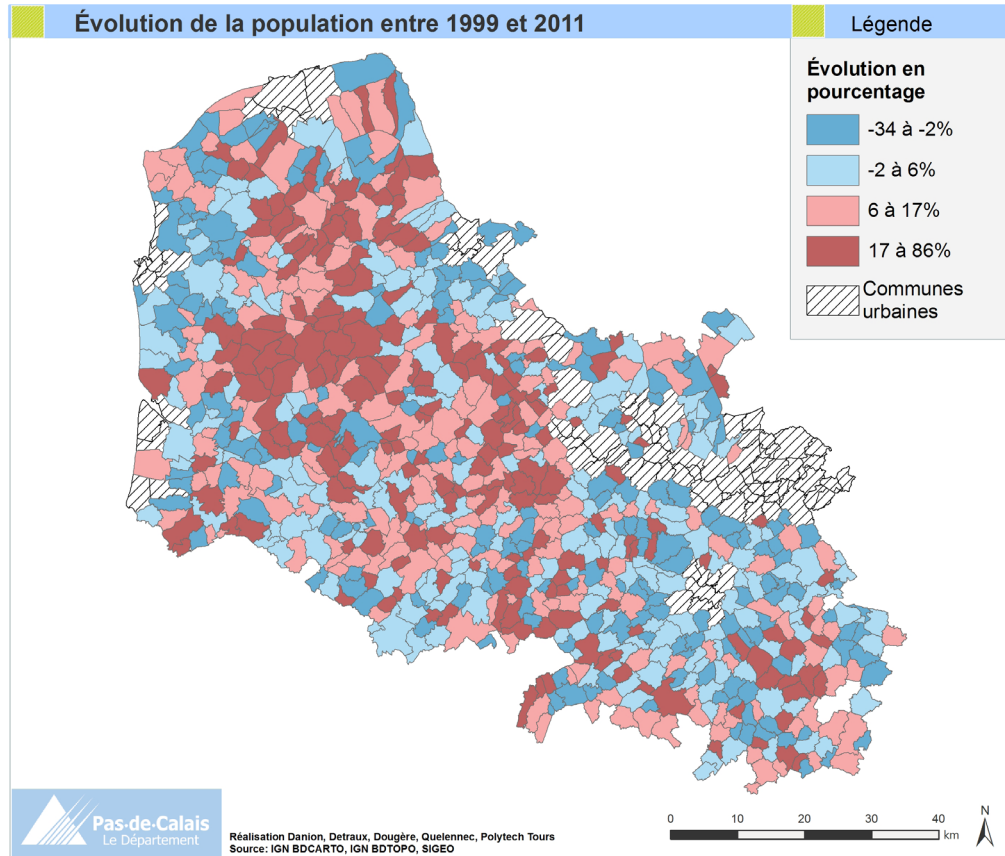 Évolution de la population entre 1999 et 2011
Légende
Évolution en
pourcentage
-34 à -2%
-2 à 6%
6 à 17%
17 à 86%
Communes
urbaines
Pas-de-Calais
Le Département
Réalisation Danion, Detraux, Dougère, Quelennec, Polytech Tours
Source: IGN BDCARTO, IGN BDTOPO, SIGEO
0 10 20 30 40
km
N